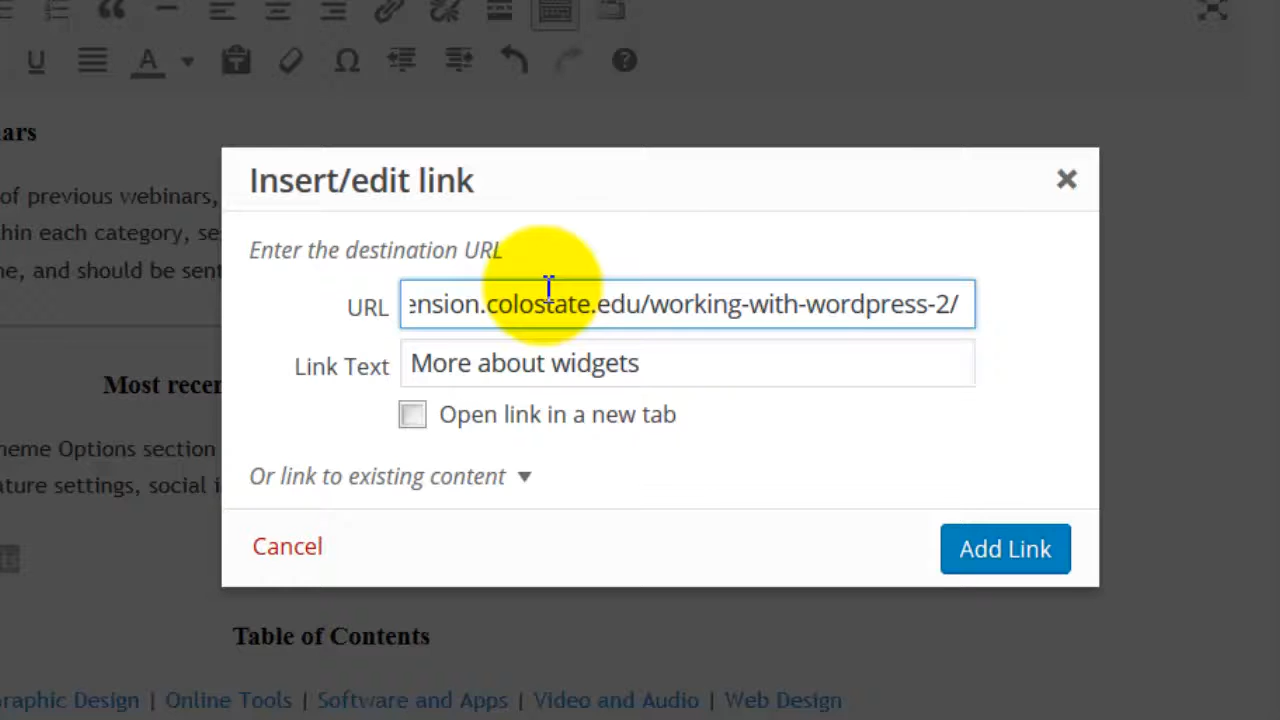 ars
Insert/edit link
of previous webinars,
Enter the destination URL
hin each category, se
URL ension.colostate.edu/working-with-wordpress-2/
ne, and should be sent
Link Text More about widgets
Most recen
Open link in a new tab
neme Options section
Or link to existing content
ature settings, social i
Cancel Add Link
Table of Contents
raphic Design | Online Tools | Software and Apps | Video and Audio | Web Design